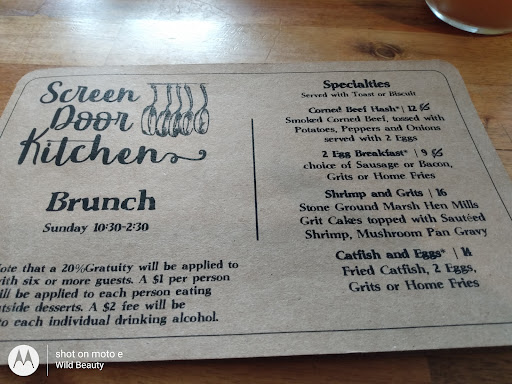 Screen
Door
Kitchen
Brunch
Sunday 10:30-2:30
Note that a 20%Gratuity will be applied to
with six or more guests. A $1 per person
will be applied to each person eating
outside desserts. A $2 fee will be
to each individual drinking alcohol.
Specialties
Served with Toast or Biscuit
Corned Beef Hash* | 12
Smoked Corned Beef, tossed with
Potatoes, Peppers and Onions
served with 2 Eggs
2 Egg Breakfast* | 9
choice of Sausage or Bacon,
Grits or Home Fries
Shrimp and Grits | 16
Stone Ground Marsh Hen Mills
Grit Cakes topped with Sautéed
Shrimp, Mushroom Pan Gravy
Catfish and Eggs* | 14
Fried Catfish, 2 Eggs,
Grits or Home Fries
shot on moto e
Wild Beauty